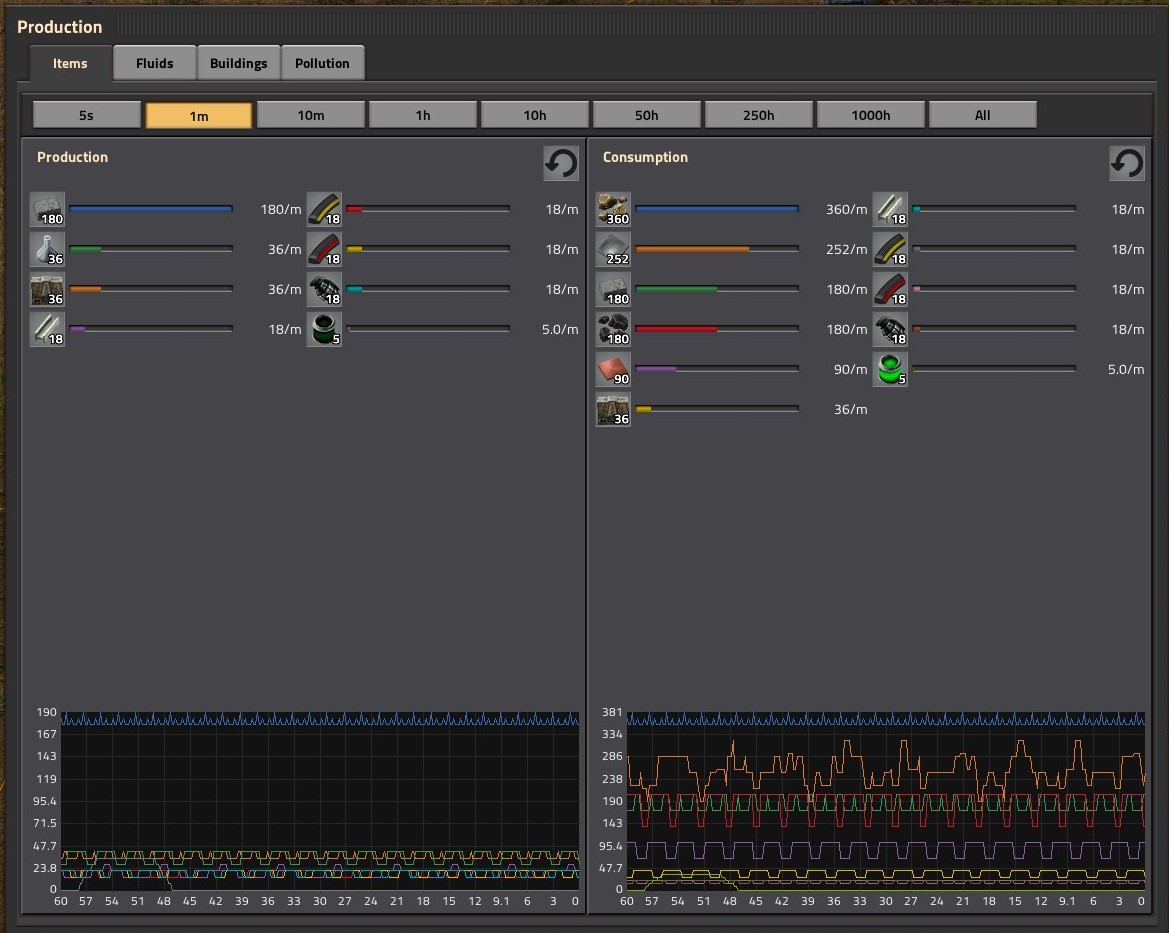 Production
Items Fluids Buildings Pollution
5s 1m 10m 1h 10h 50h 250h 1000h All
Production
180 180/m 18 18/m
36 36/m 18 18/m
36 36/m 18 18/m
18 18/m 5 5.0/m
190
167
143
119
95.4
71.5
47.7
23.8
0
60 57 54 51 48 45 42 39 36 33 30 27 24 21 18 15 12 9.1 6 3 0
Consumption
360 360/m 18 18/m
252 252/m 18 18/m
180 180/m 18 18/m
180 180/m 18 18/m
90 90/m 5 5.0/m
36 36/m
381
334
286
238
190
143
95.4
47.7
0
60 57 54 51 48 45 42 39 36 33 30 27 24 21 18 15 12 9.1 6 3 0